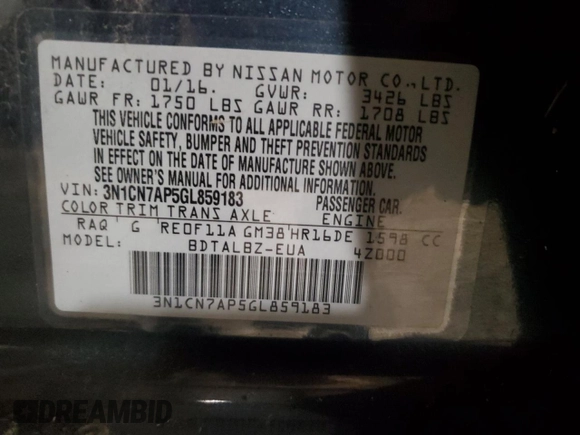 MANUFACTURED BY NISSAN MOTOR CO., LTD.
DATE: 01/16. GVWR: 3426 LBS
GAWR FR: 1750 LBS GAWR RR: 1708 LBS
THIS VEHICLE CONFORMS TO ALL APPLICABLE FEDERAL MOTOR
VEHICLE SAFETY, BUMPER AND THEFT PREVENTION STANDARDS
IN EFFECT ON THE DATE OF MANUFACTURE SHOWN ABOVE.
SEE OWNER'S MANUAL FOR ADDITIONAL INFORMATION
VIN: 3N1CN7AP5GL859183 PASSENGER CAR.
COLOR TRIM TRANS AXLE ENGINE
RAQ G RE0F11A GM38 HR16DE 1598 CC
BDTALBZ-EUA 4Z000
3N1CN7AP5GL859183
DREAMBID